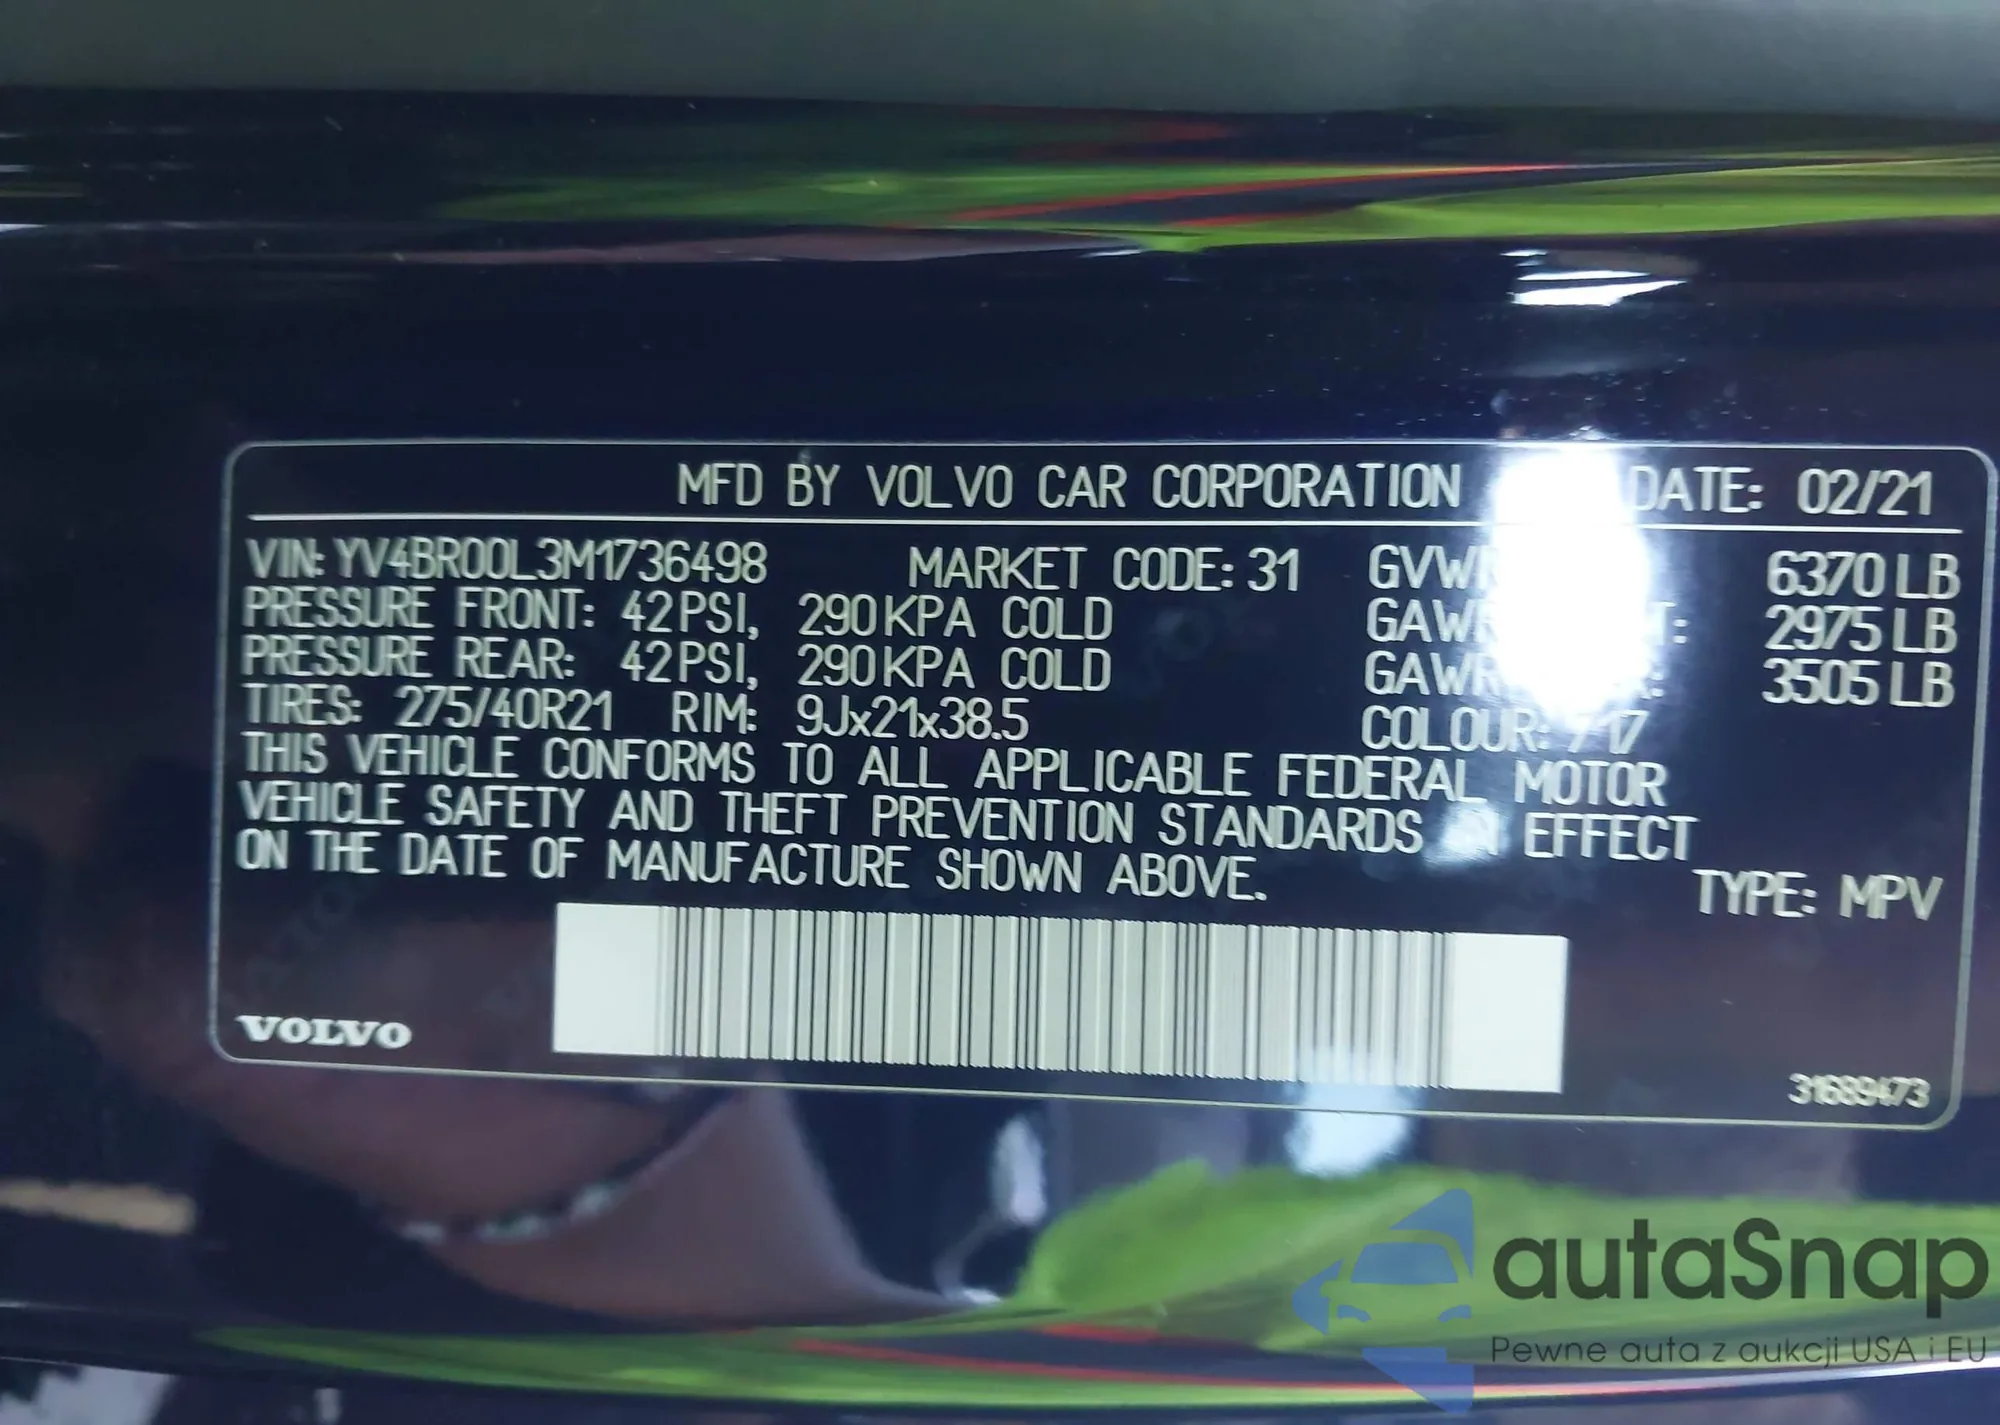 MFD BY VOLVO CAR CORPORATION DATE: 02/21
VIN: YV4BR00L3M1736498 MARKET CODE: 31 6370 LB
PRESSURE FRONT: 42 PSI, 290 KPA COLD 2975 LB
PRESSURE REAR: 42 PSI, 290 KPA COLD 3505 LB
TIRES: 275/40R21 RIM: 9Jx21x38.5 COLOUR: 717
THIS VEHICLE CONFORMS TO ALL APPLICABLE FEDERAL MOTOR
VEHICLE SAFETY AND THEFT PREVENTION STANDARDS EFFECT
ON THE DATE OF MANUFACTURE SHOWN ABOVE.
TYPE: MPV
VOLVO
31689473
autaSnap
Pewne auta z aukcji USA i EU